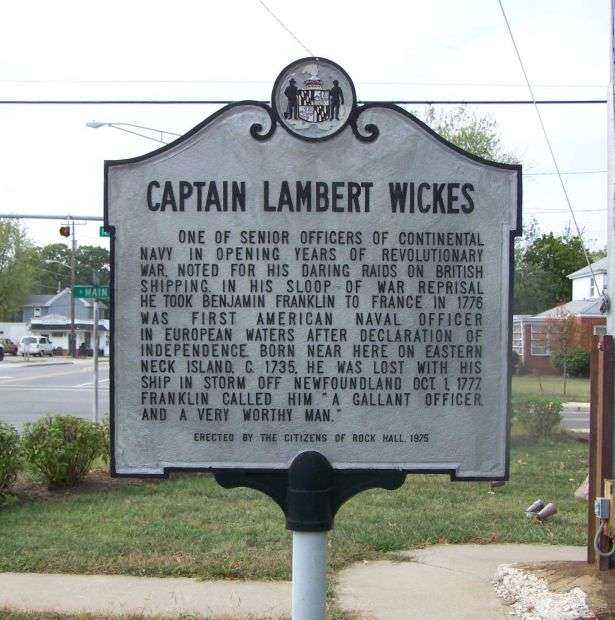 CAPTAIN LAMBERT WICKES
ONE OF SENIOR OFFICERS OF CONTINENTAL
NAVY IN OPENING YEARS OF REVOLUTIONARY
WAR. NOTED FOR HIS DARING RAIDS ON BRITISH
SHIPPING. IN HIS SLOOP OF WAR REPRISAL
HE TOOK BENJAMIN FRANKLIN TO FRANCE IN 1776
WAS FIRST AMERICAN NAVAL OFFICER
IN EUROPEAN WATERS AFTER DECLARATION OF
INDEPENDENCE. BORN NEAR HERE ON EASTERN
NECK ISLAND, C. 1735. HE WAS LOST WITH HIS
SHIP IN STORM OFF NEWFOUNDLAND OCT. 1, 1777.
FRANKLIN CALLED HIM "A GALLANT OFFICER
AND A VERY WORTHY MAN."
ERECTED BY THE CITIZENS OF ROCK HALL, 1975
MAIN